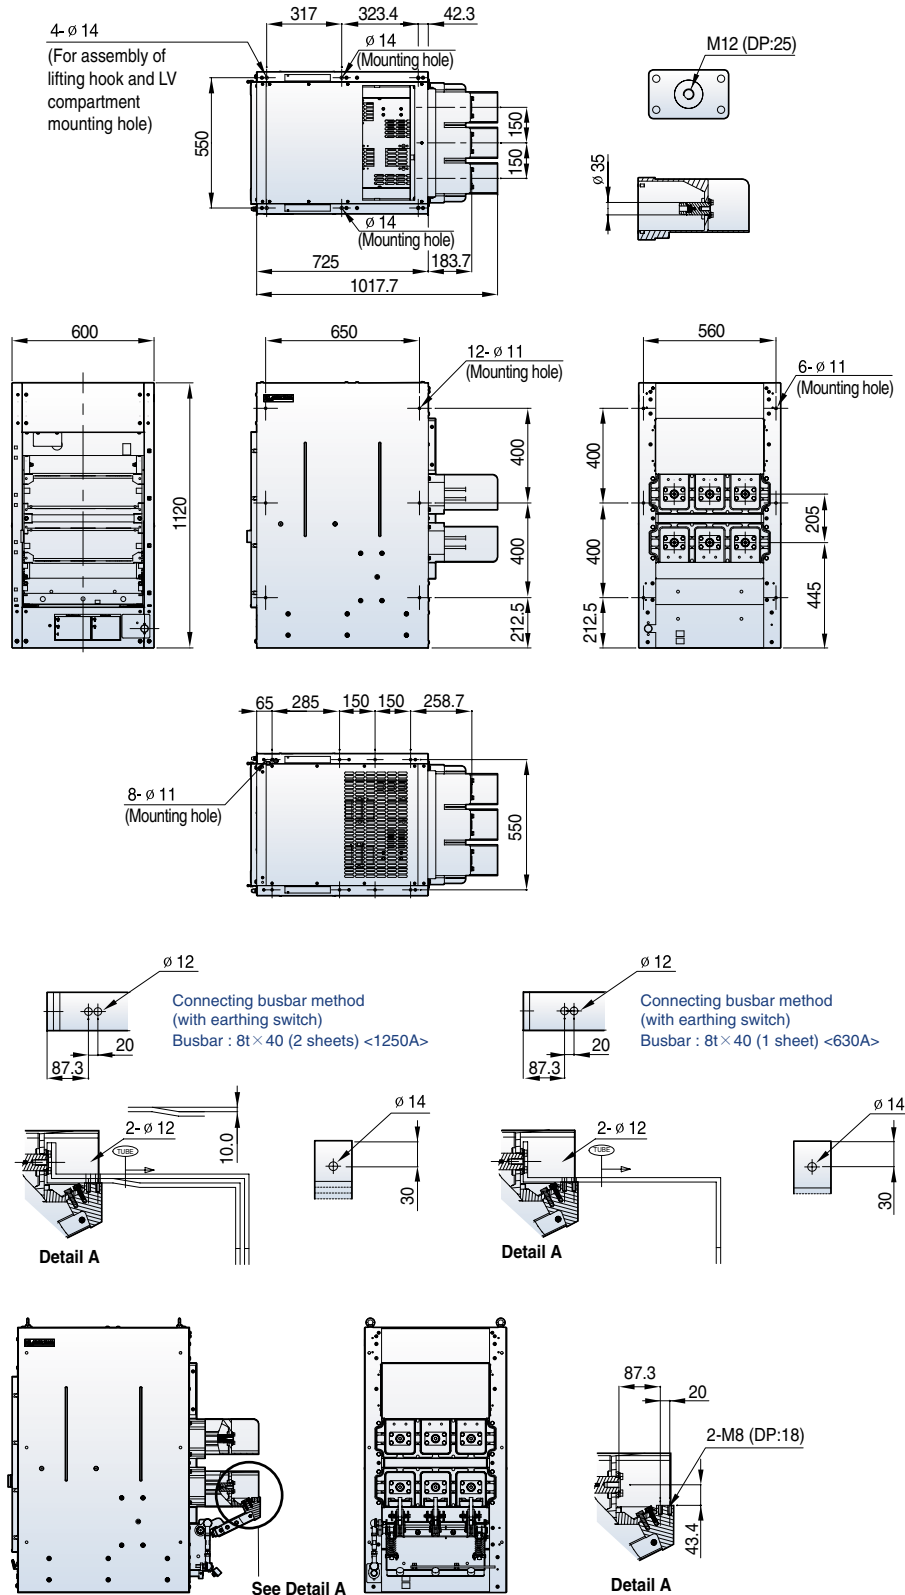 317
323.4
42.3
4- ø 14
(For assembly of
lifting hook and LV
compartment
mounting hole)
ø 14
(Mounting hole)
550
150
150
ø 14
(Mounting hole)
725
183.7
1017.7
M12 (DP:25)
ø 35
600
1120
650
12- ø 11
(Mounting hole)
400
400
212.5
560
6- ø 11
(Mounting hole)
400
400
212.5
205
445
65
285
150
150
258.7
8- ø 11
(Mounting hole)
550
ø 12
20
87.3
Connecting busbar method
(with earthing switch)
Busbar : 8t×40 (2 sheets) <1250A>
2- ø 12
TUBE
10.0
ø 14
30
Detail A
ø 12
20
87.3
Connecting busbar method
(with earthing switch)
Busbar : 8t×40 (1 sheet) <630A>
2- ø 12
TUBE
ø 14
30
Detail A
See Detail A
87.3
20
2-M8 (DP:18)
43.4
Detail A